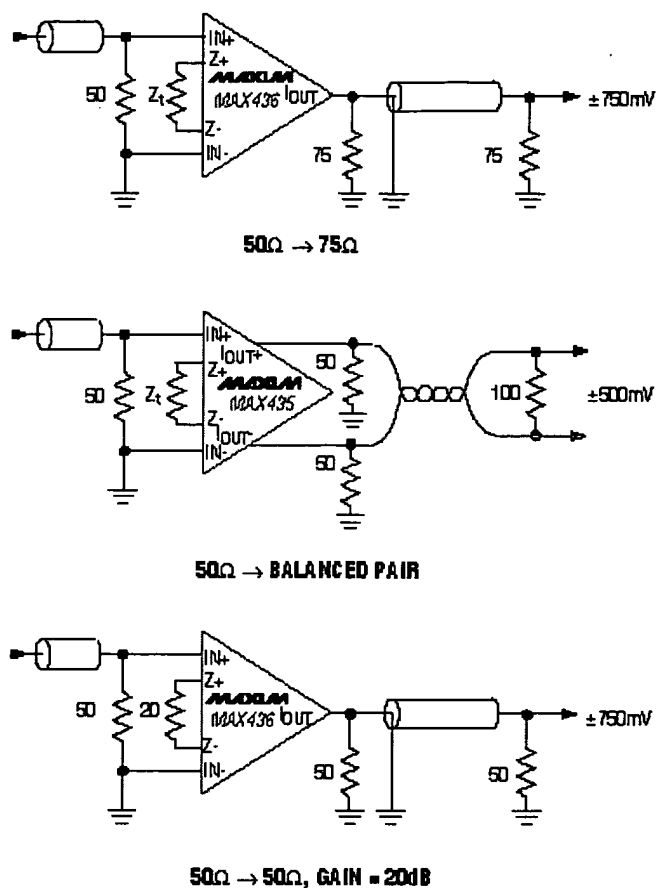 IN+
Z+
50
Zt
MAXIM
MAX436
IOUT
±750mV
Z-
IN-
75
75
50Ω → 75Ω
IN+
IOUT+
Z+
50
Zt
MAXIM
MAX435
50
100
±500mV
Z-
IOUT-
IN-
50
50Ω → BALANCED PAIR
IN+
Z+
50
20
MAXIM
MAX436
IOUT
±750mV
Z-
IN-
50
50
50Ω → 50Ω, GAIN = 20dB